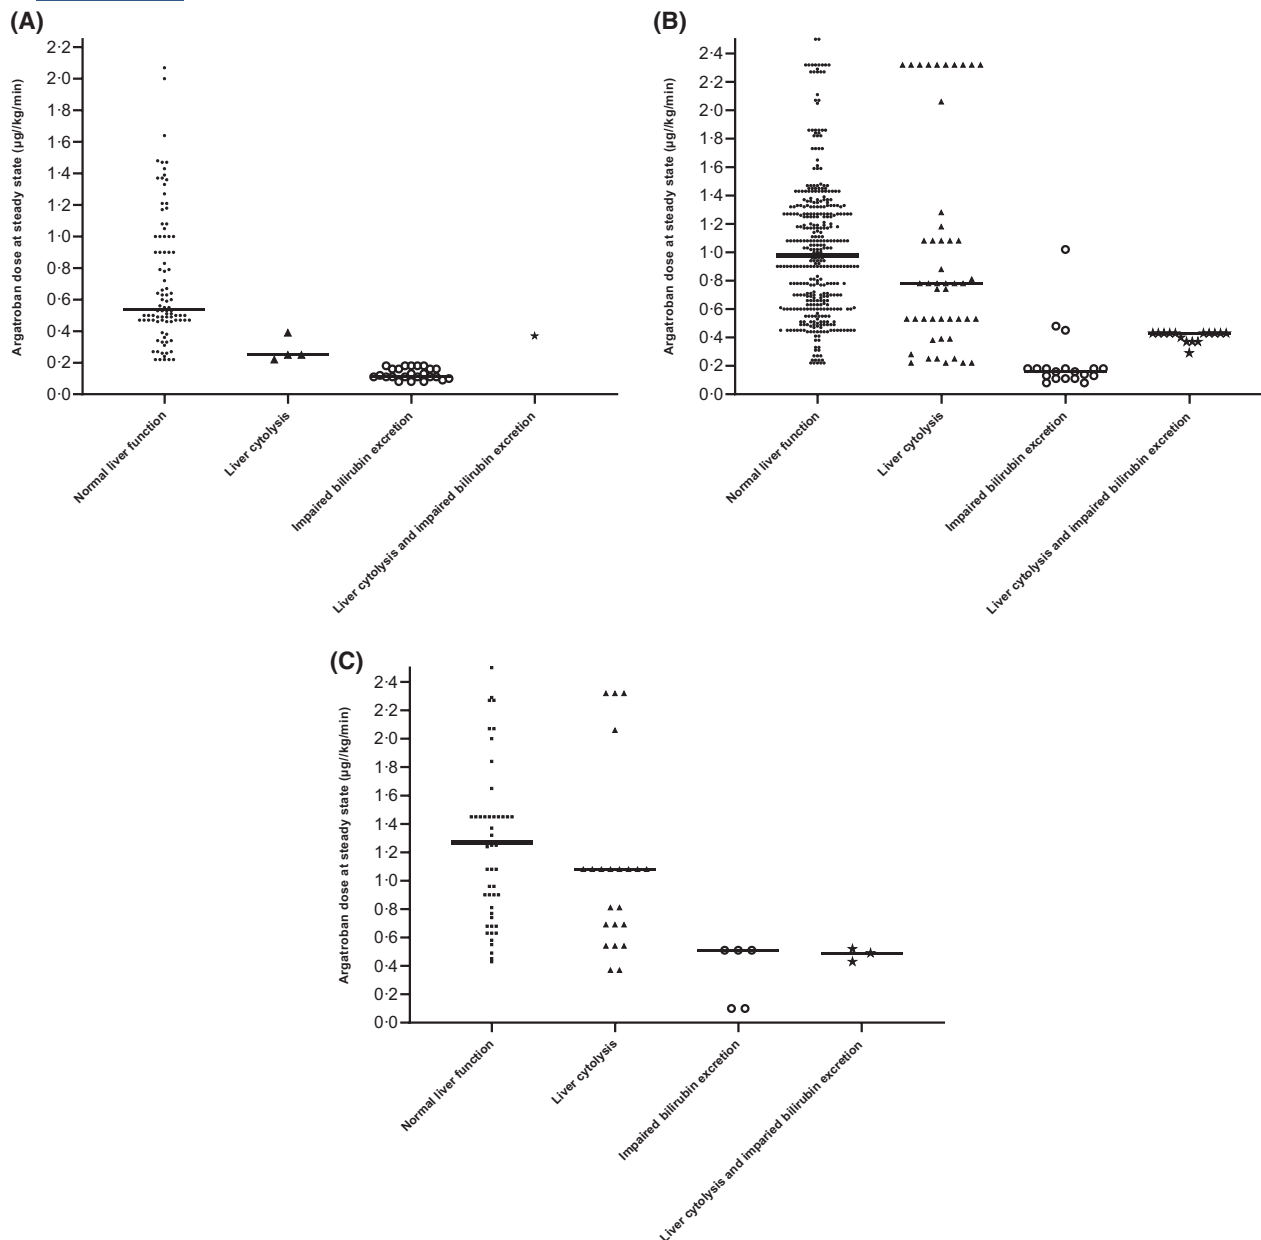 (A)
Argatroban dose at steady state (µg//kg/min)
2·2
2·0
1·8
1·6
1·4
1·2
1·0
0·8
0·6
0·4
0·2
0·0
Normal liver function
Liver cytolysis
Impaired bilirubin excretion
Liver cytolysis and impaired bilirubin excretion
(B)
Argatroban dose at steady state (µg//kg/min)
2·4
2·2
2·0
1·8
1·6
1·4
1·2
1·0
0·8
0·6
0·4
0·2
0·0
Normal liver function
Liver cytolysis
Impaired bilirubin excretion
Liver cytolysis and impaired bilirubin excretion
(C)
Argatroban dose at steady state (µg//kg/min)
2·4
2·2
2·0
1·8
1·6
1·4
1·2
1·0
0·8
0·6
0·4
0·2
0·0
Normal liver function
Liver cytolysis
Impaired bilirubin excretion
Liver cytolysis and imparied bilirubin excretion